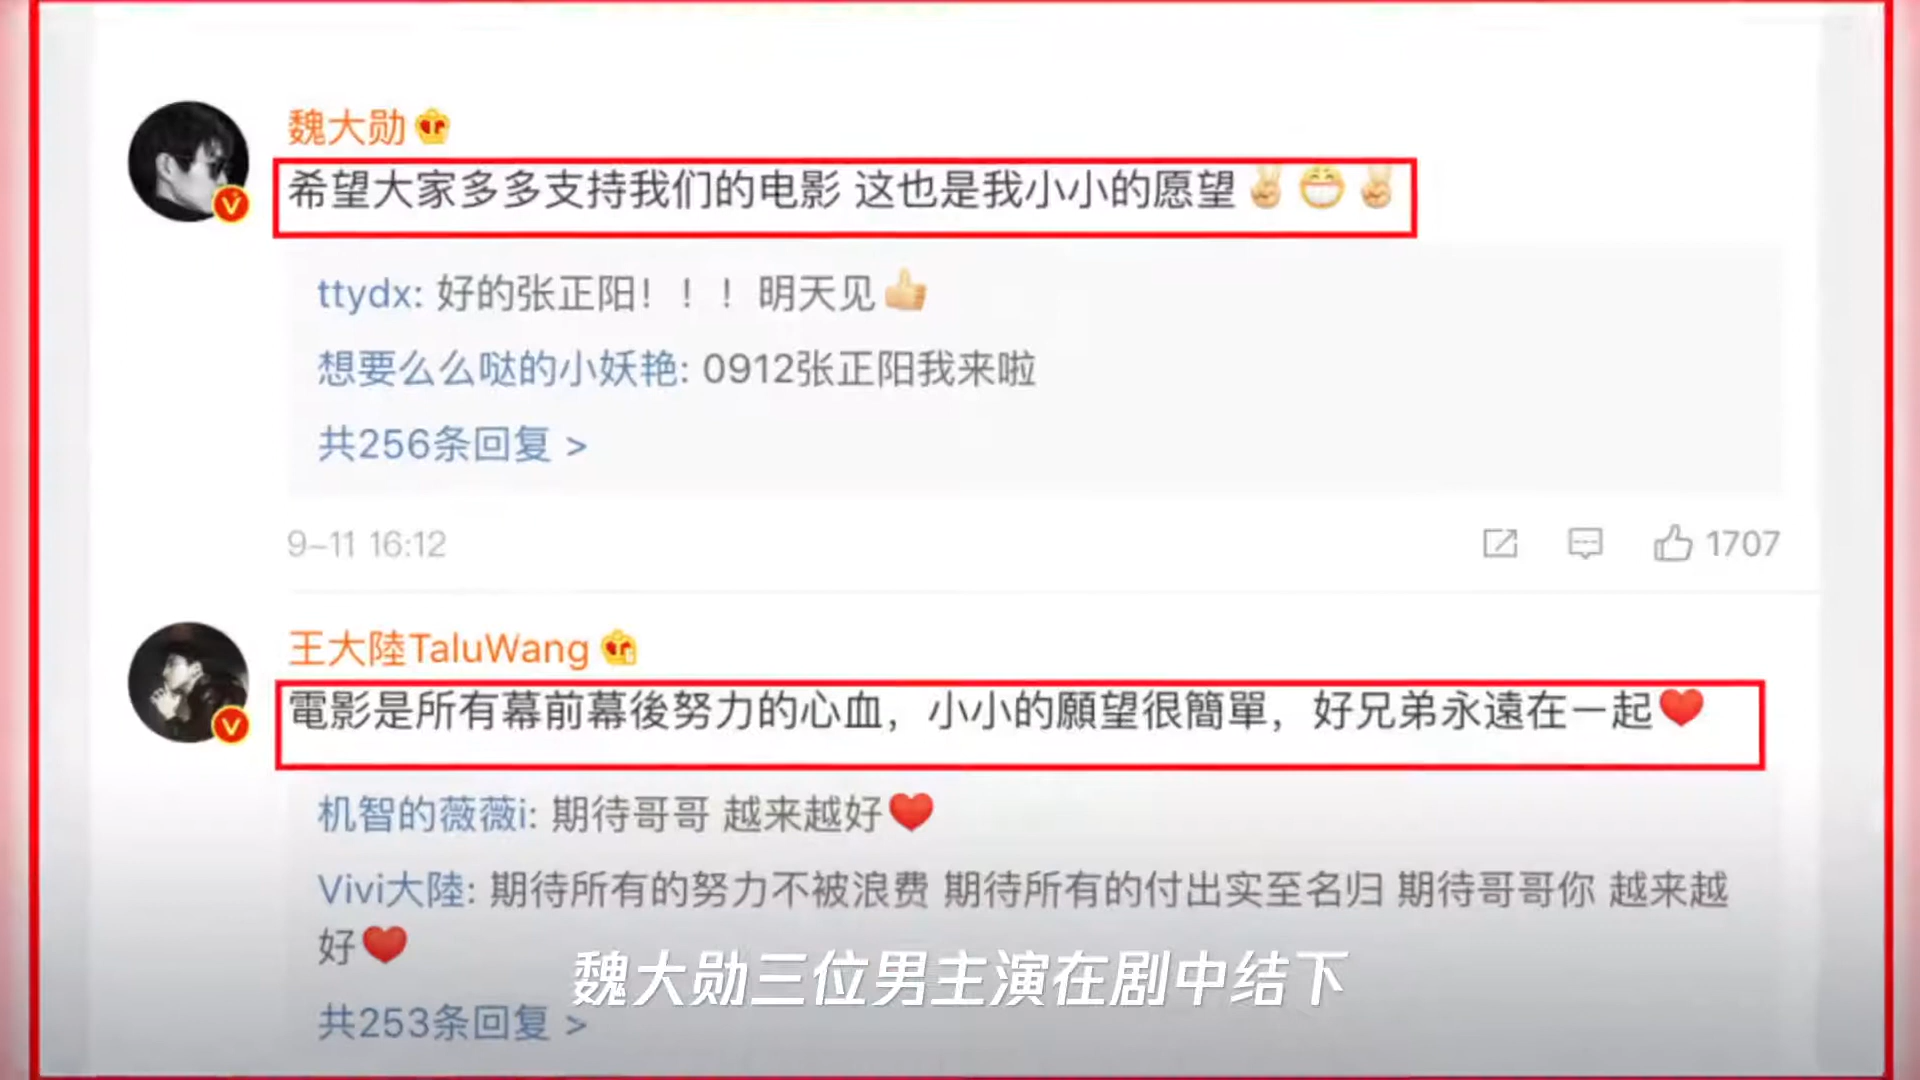 魏大勋
希望大家多多支持我们的电影 这也是我小小的愿望✌️😁✌️
ttydx: 好的张正阳！！！明天见👍
想要么么哒的小妖艳: 0912张正阳我来啦
共256条回复 >
9-11 16:12
1707
王大陸TaluWang
電影是所有幕前幕後努力的心血，小小的願望很簡單，好兄弟永遠在一起❤️
机智的薇薇i: 期待哥哥 越来越好❤️
Vivi大陸: 期待所有的努力不被浪费 期待所有的付出实至名归 期待哥哥你 越来越
好❤️
魏大勋三位男主演在剧中结下
共253条回复 >